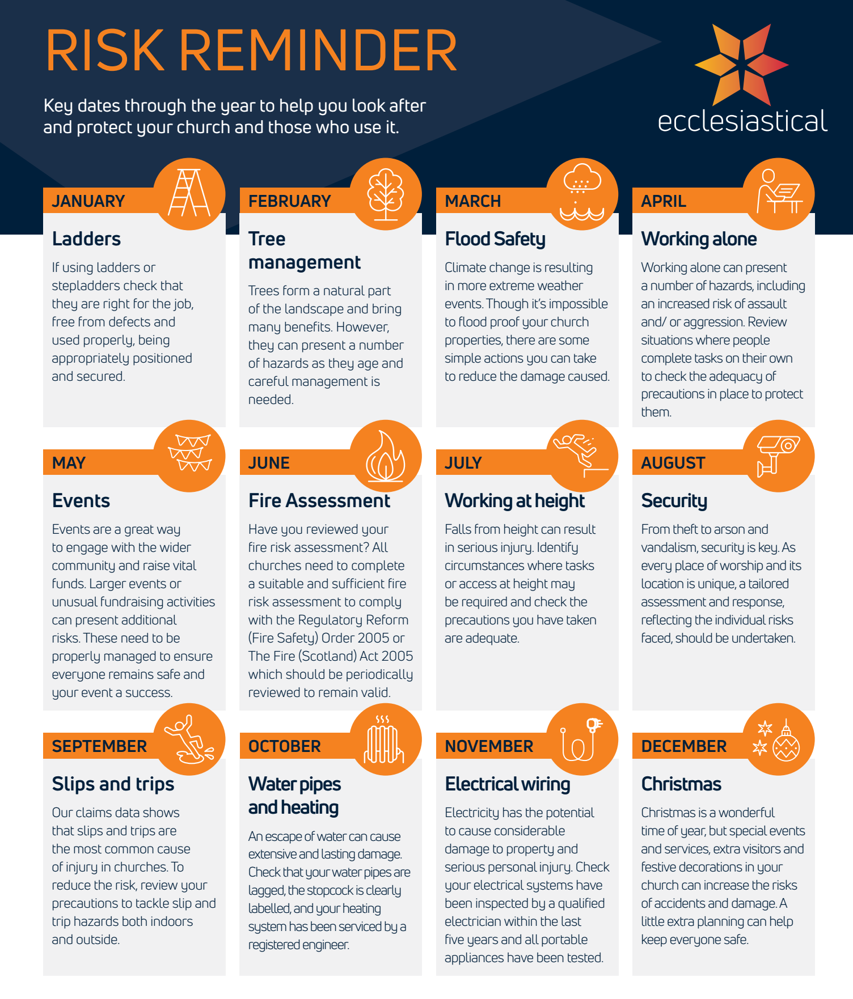 RISK REMINDER
Key dates through the year to help you look after
and protect your church and those who use it.
ecclesiastical
JANUARY
Ladders
If using ladders or
stepladders check that
they are right for the job,
free from defects and
used properly, being
appropriately positioned
and secured.
FEBRUARY
Tree
management
Trees form a natural part
of the landscape and bring
many benefits. However,
they can present a number
of hazards as they age and
careful management is
needed.
MARCH
Flood Safety
Climate change is resulting
in more extreme weather
events. Though it's impossible
to flood proof your church
properties, there are some
simple actions you can take
to reduce the damage caused.
APRIL
Working alone
Working alone can present
a number of hazards, including
an increased risk of assault
and/ or aggression. Review
situations where people
complete tasks on their own
to check the adequacy of
precautions in place to protect
them.
MAY
Events
Events are a great way
to engage with the wider
community and raise vital
funds. Larger events or
unusual fundraising activities
can present additional
risks. These need to be
properly managed to ensure
everyone remains safe and
your event a success.
JUNE
Fire Assessment
Have you reviewed your
fire risk assessment? All
churches need to complete
a suitable and sufficient fire
risk assessment to comply
with the Regulatory Reform
(Fire Safety) Order 2005 or
The Fire (Scotland) Act 2005
which should be periodically
reviewed to remain valid.
JULY
Working at height
Falls from height can result
in serious injury. Identify
circumstances where tasks
or access at height may
be required and check the
precautions you have taken
are adequate.
AUGUST
Security
From theft to arson and
vandalism, security is key. As
every place of worship and its
location is unique, a tailored
assessment and response,
reflecting the individual risks
faced, should be undertaken.
SEPTEMBER
Slips and trips
Our claims data shows
that slips and trips are
the most common cause
of injury in churches. To
reduce the risk, review your
precautions to tackle slip and
trip hazards both indoors
and outside.
OCTOBER
Water pipes
and heating
An escape of water can cause
extensive and lasting damage.
Check that your water pipes are
lagged, the stopcock is clearly
labelled, and your heating
system has been serviced by a
registered engineer.
NOVEMBER
Electrical wiring
Electricity has the potential
to cause considerable
damage to property and
serious personal injury. Check
your electrical systems have
been inspected by a qualified
electrician within the last
five years and all portable
appliances have been tested.
DECEMBER
Christmas
Christmas is a wonderful
time of year, but special events
and services, extra visitors and
festive decorations in your
church can increase the risks
of accidents and damage. A
little extra planning can help
keep everyone safe.